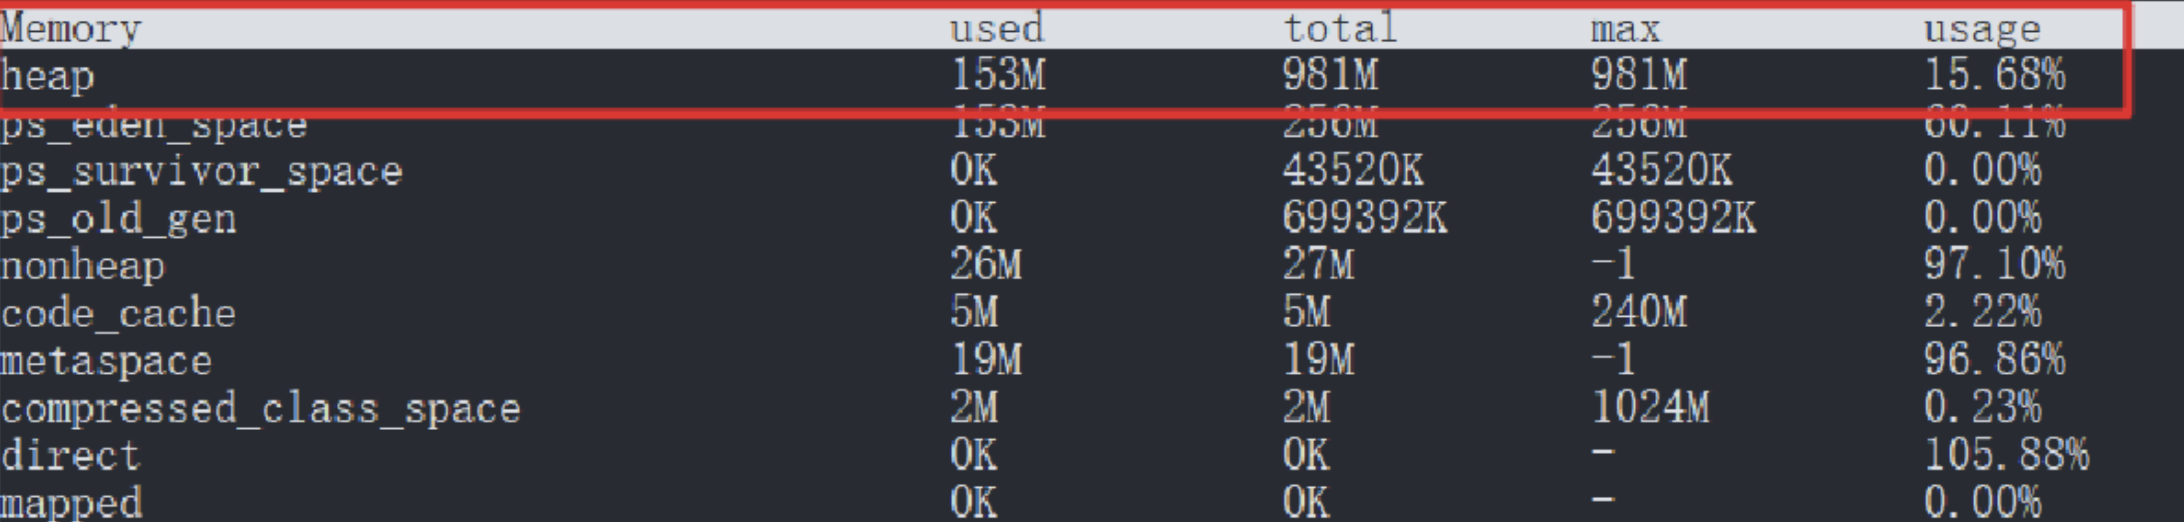 Memory used total max usage
heap 153M 981M 981M 15.68%
ps_eden_space 153M 256M 256M 60.11%
ps_survivor_space 0K 43520K 43520K 0.00%
ps_old_gen 0K 699392K 699392K 0.00%
nonheap 26M 27M -1 97.10%
code_cache 5M 5M 240M 2.22%
metaspace 19M 19M -1 96.86%
compressed_class_space 2M 2M 1024M 0.23%
direct 0K 0K - 105.88%
mapped 0K 0K - 0.00%